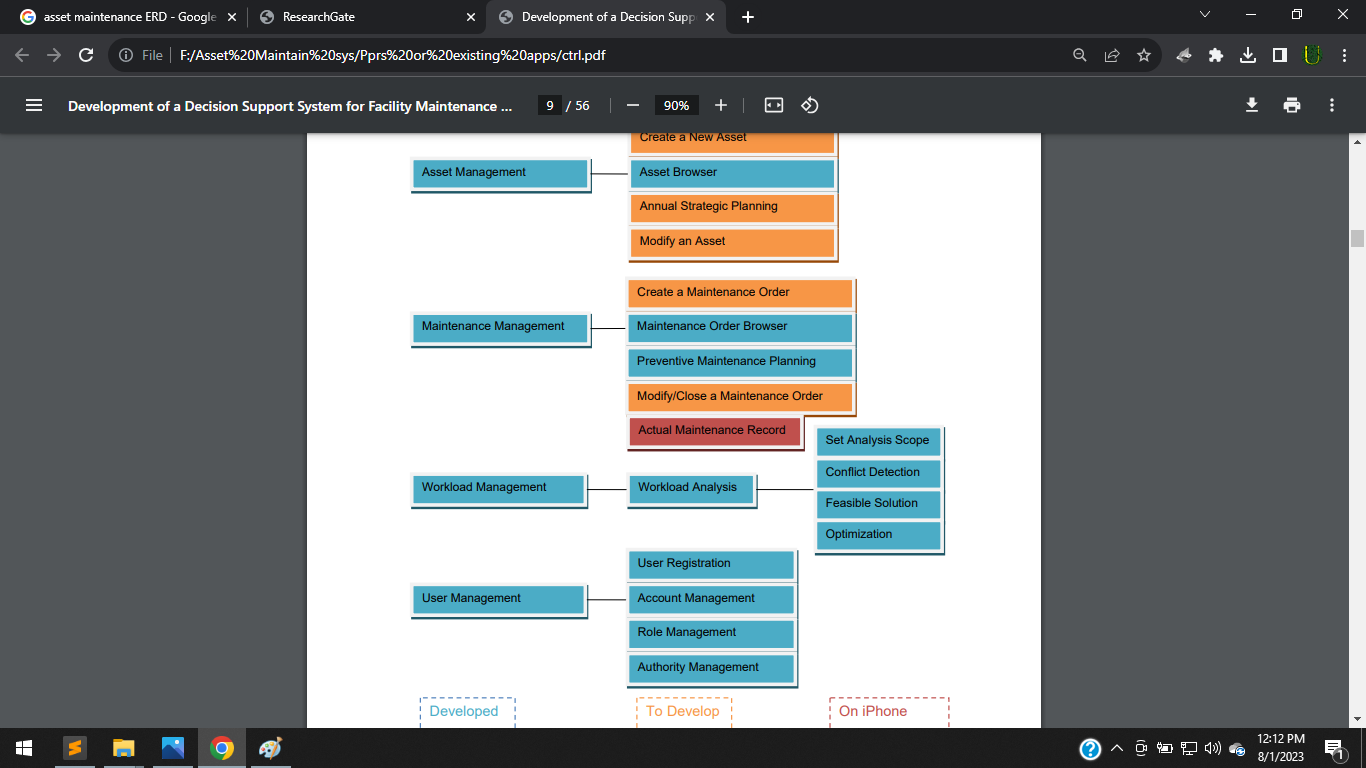 asset maintenance ERD - Google
ResearchGate
Development of a Decision Supp
File
F:/Asset%20Maintain%20sys/Pprs%20or%20existing%20apps/ctrl.pdf
Development of a Decision Support System for Facility Maintenance ...
9 / 56
90%
Create a New Asset
Asset Management
Asset Browser
Annual Strategic Planning
Modify an Asset
Create a Maintenance Order
Maintenance Management
Maintenance Order Browser
Preventive Maintenance Planning
Modify/Close a Maintenance Order
Actual Maintenance Record
Set Analysis Scope
Conflict Detection
Workload Management
Workload Analysis
Feasible Solution
Optimization
User Registration
User Management
Account Management
Role Management
Authority Management
Developed
To Develop
On iPhone
12:12 PM
8/1/2023
1